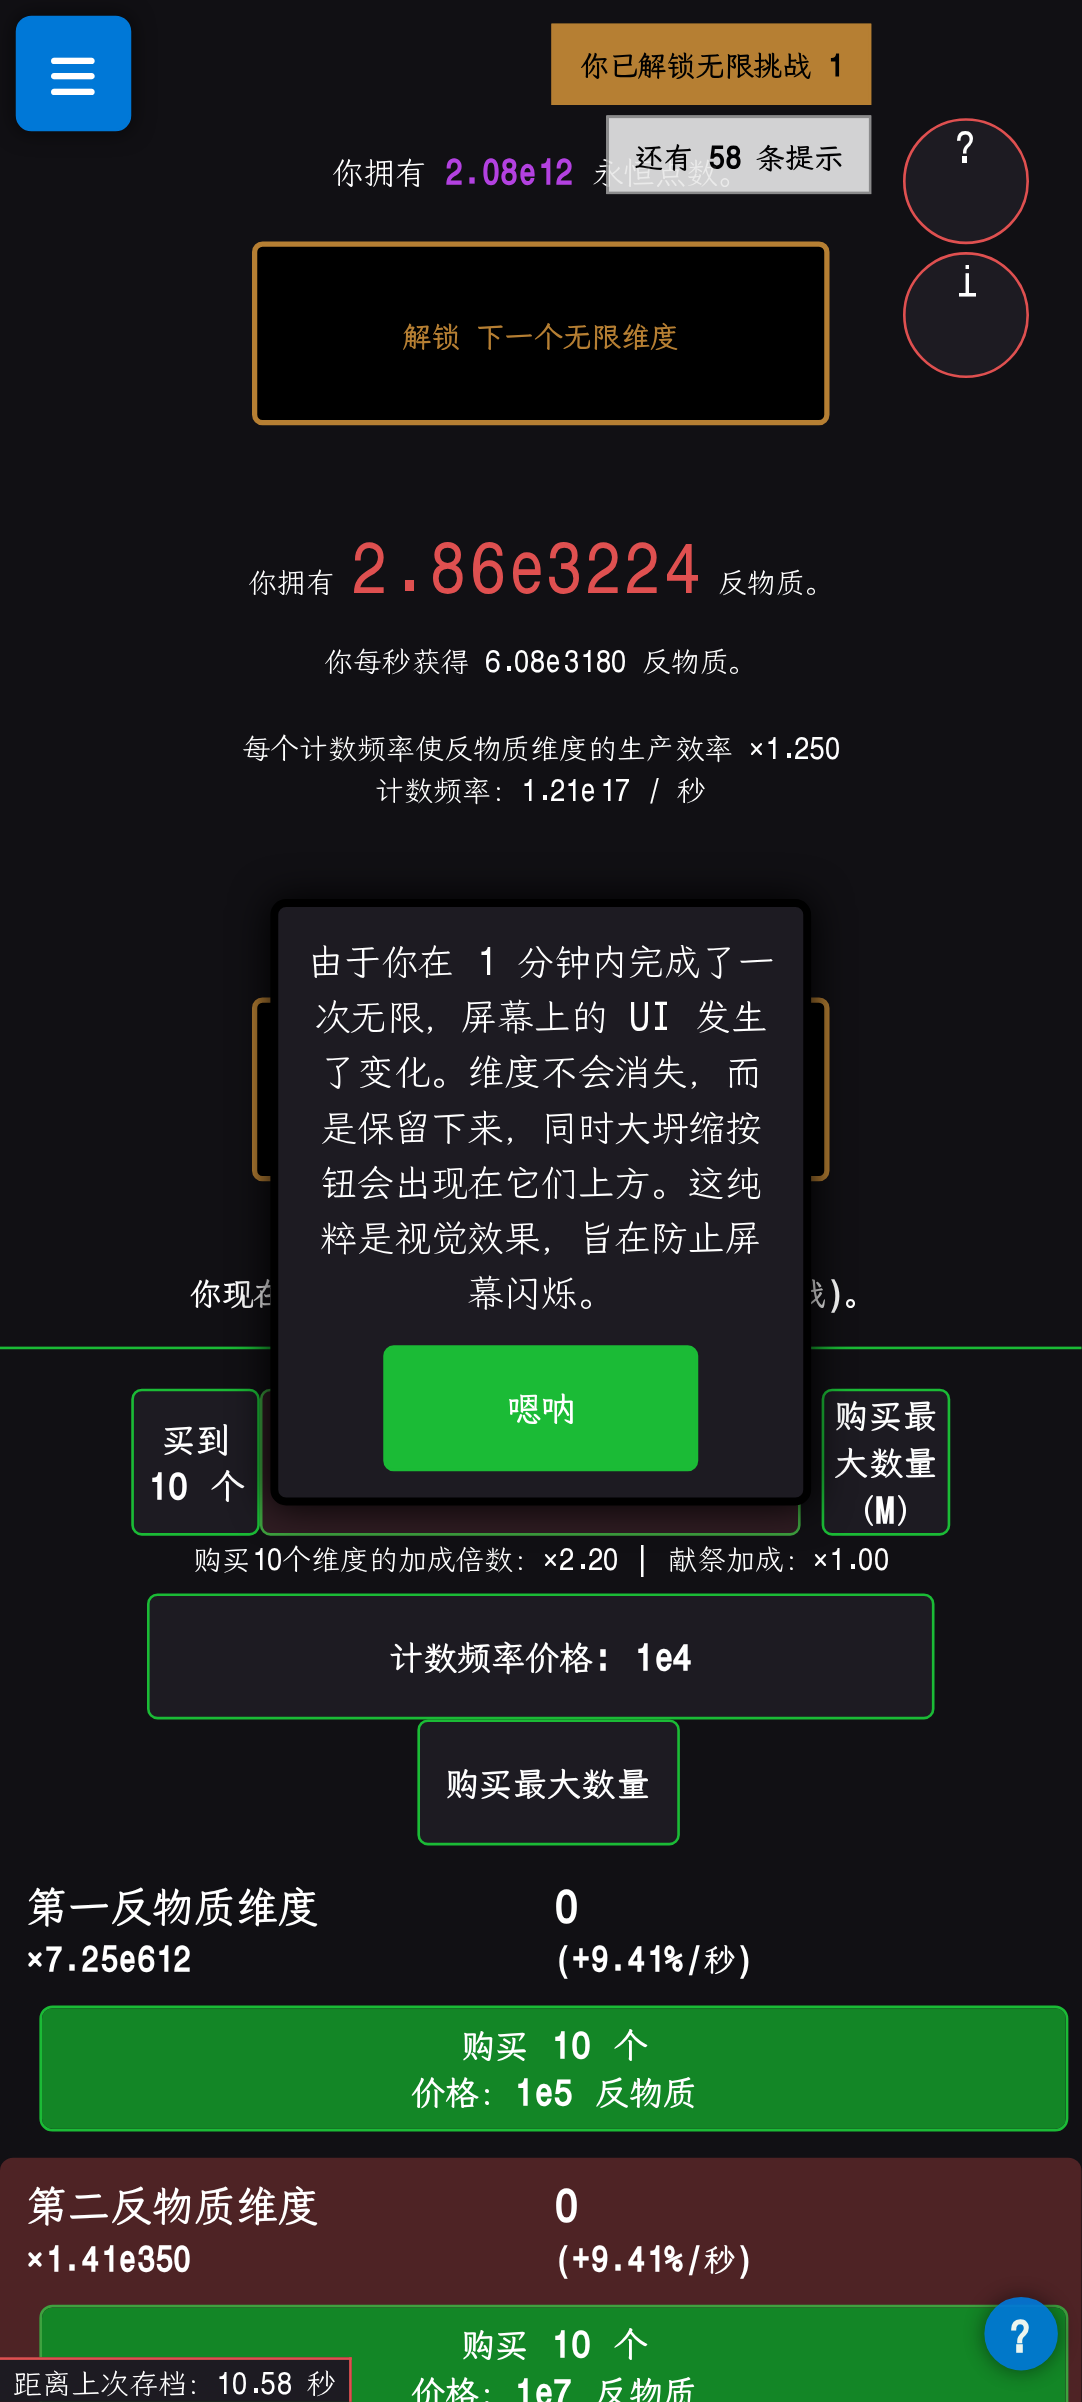 你已解锁无限挑战 1
还有 58 条提示
你拥有 2.08e12 永恒点数。
?
i
解锁 下一个无限维度
你拥有 2.86e3224 反物质。
你每秒获得 6.08e3180 反物质。
每个计数频率使反物质维度的生产效率 ×1.250
计数频率: 1.21e17 / 秒
由于你在 1 分钟内完成了一
次无限, 屏幕上的 UI 发生
了变化。维度不会消失, 而
是保留下来, 同时大坍缩按
钮会出现在它们上方。这纯
粹是视觉效果, 旨在防止屏
幕闪烁。
你现在
戏)。
嗯呐
买到
10 个
购买最
大数量
(M)
购买10个维度的加成倍数: ×2.20 | 献祭加成: ×1.00
计数频率价格: 1e4
购买最大数量
第一反物质维度 0
×7.25e612 (+9.41%/秒)
购买 10 个
价格: 1e5 反物质
第二反物质维度 0
×1.41e350 (+9.41%/秒)
购买 10 个
价格: 1e7 反物质
?
距离上次存档: 10.58 秒